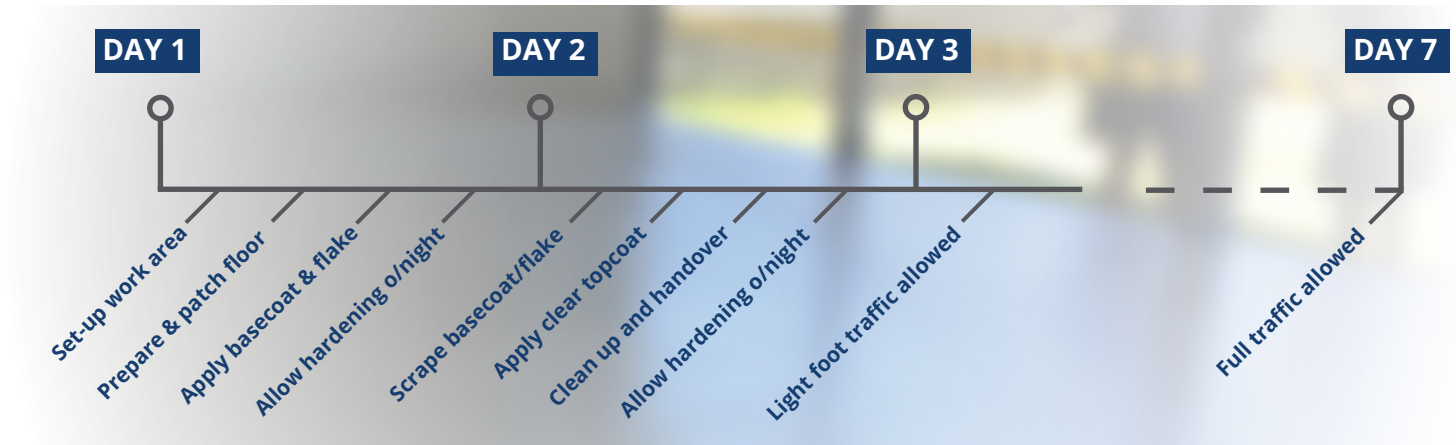 DAY 1
DAY 2
DAY 3
DAY 7
Set-up work area
Prepare & patch floor
Apply basecoat & flake
Allow hardening o/night
Scrape basecoat/flake
Apply clear topcoat
Clean up and handover
Allow hardening o/night
Light foot traffic allowed
Full traffic allowed